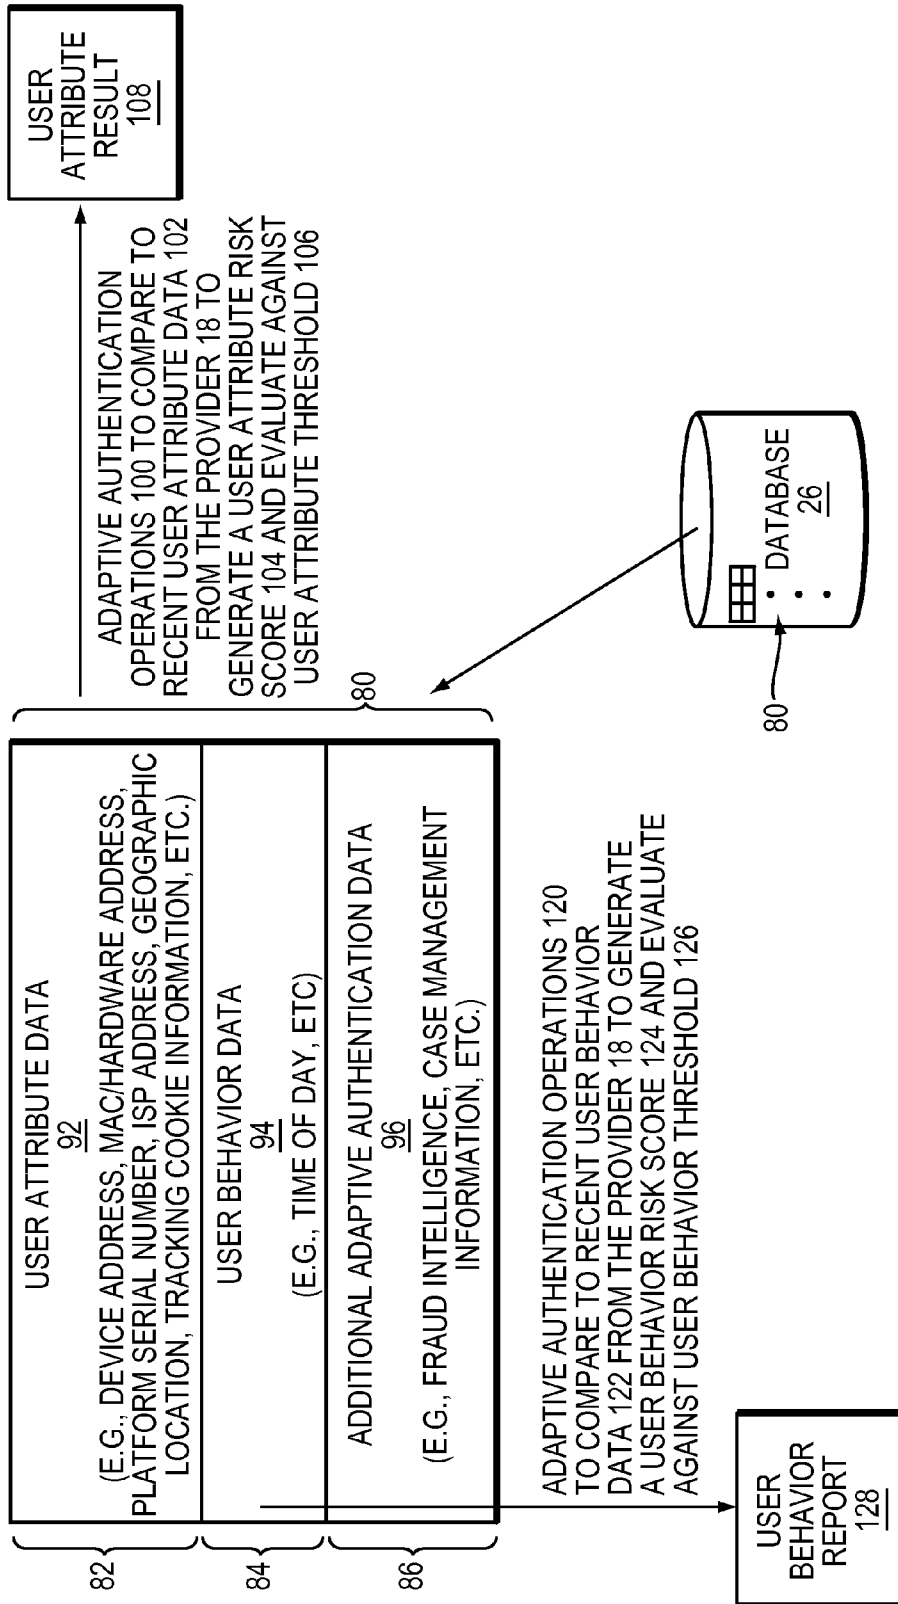 USER ATTRIBUTE DATA
92
(E.G., DEVICE ADDRESS, MAC/HARDWARE ADDRESS,
PLATFORM SERIAL NUMBER, ISP ADDRESS, GEOGRAPHIC
LOCATION, TRACKING COOKIE INFORMATION, ETC.)
USER BEHAVIOR DATA
94
(E.G., TIME OF DAY, ETC)
ADDITIONAL ADAPTIVE AUTHENTICATION DATA
96
(E.G., FRAUD INTELLIGENCE, CASE MANAGEMENT
INFORMATION, ETC.)
82
84
86
80
ADAPTIVE AUTHENTICATION
OPERATIONS 100 TO COMPARE TO
RECENT USER ATTRIBUTE DATA 102
FROM THE PROVIDER 18 TO
GENERATE A USER ATTRIBUTE RISK
SCORE 104 AND EVALUATE AGAINST
USER ATTRIBUTE THRESHOLD 106
USER
ATTRIBUTE
RESULT
108
ADAPTIVE AUTHENTICATION OPERATIONS 120
TO COMPARE TO RECENT USER BEHAVIOR
DATA 122 FROM THE PROVIDER 18 TO GENERATE
A USER BEHAVIOR RISK SCORE 124 AND EVALUATE
AGAINST USER BEHAVIOR THRESHOLD 126
USER
BEHAVIOR
REPORT
128
80
DATABASE
26